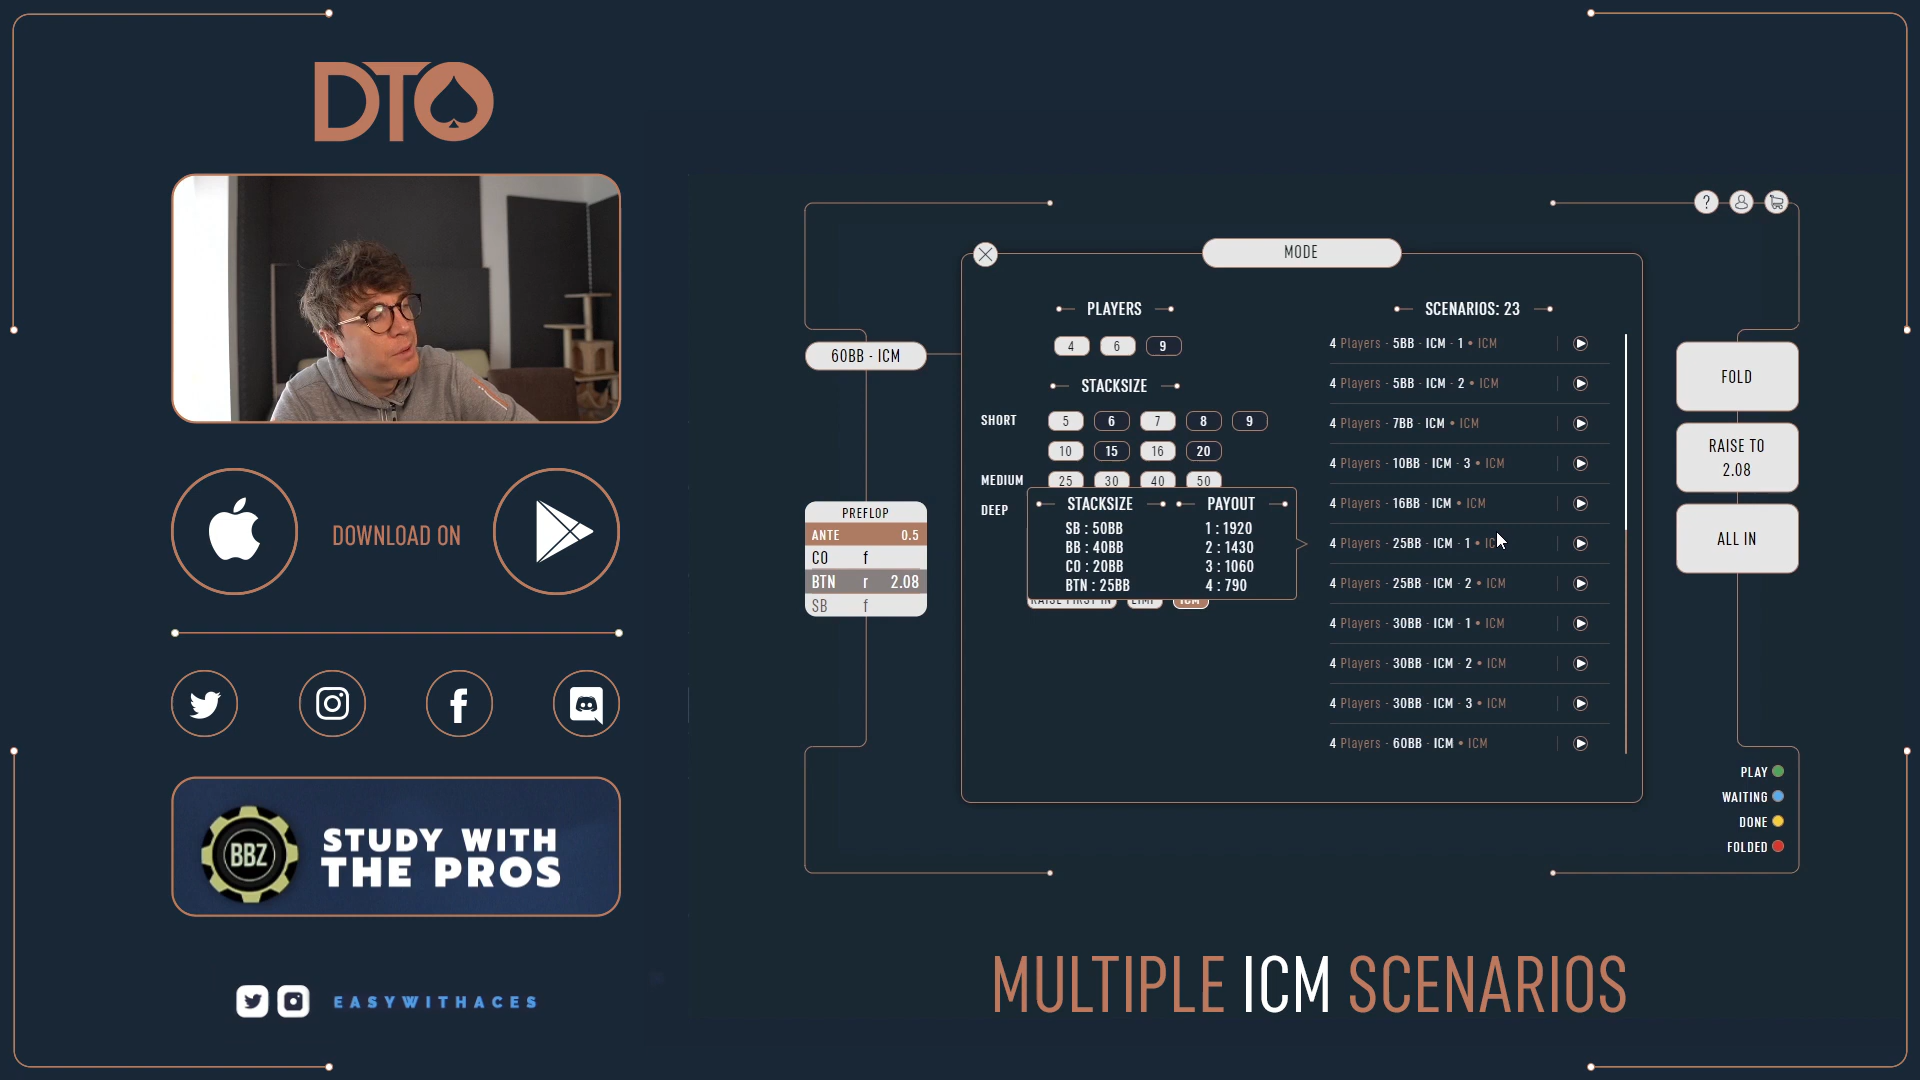 DTO
DOWNLOAD ON
BBZ
STUDY WITH
THE PROS
EASYWITHACES
60BB - ICM
PREFLOP
ANTE 0.5
CO f
BTN r 2.08
SB f
MODE
PLAYERS
4 6 9
STACKSIZE
SHORT 5 6 7 8 9
10 15 16 20
MEDIUM 25 30 40 50
DEEP
STACKSIZE PAYOUT
SB : 50BB 1 : 1920
BB : 40BB 2 : 1430
CO : 20BB 3 : 1060
BTN : 25BB 4 : 790
RAISE FIRST IN LIMP ICM
SCENARIOS: 23
4 Players - 5BB - ICM - 1 • ICM
4 Players - 5BB - ICM - 2 • ICM
4 Players - 7BB - ICM • ICM
4 Players - 10BB - ICM - 3 • ICM
4 Players - 16BB - ICM • ICM
4 Players - 25BB - ICM - 1 • IC
4 Players - 25BB - ICM - 2 • ICM
4 Players - 30BB - ICM - 1 • ICM
4 Players - 30BB - ICM - 2 • ICM
4 Players - 30BB - ICM - 3 • ICM
4 Players - 60BB - ICM • ICM
?
FOLD
RAISE TO
2.08
ALL IN
PLAY
WAITING
DONE
FOLDED
MULTIPLE ICM SCENARIOS